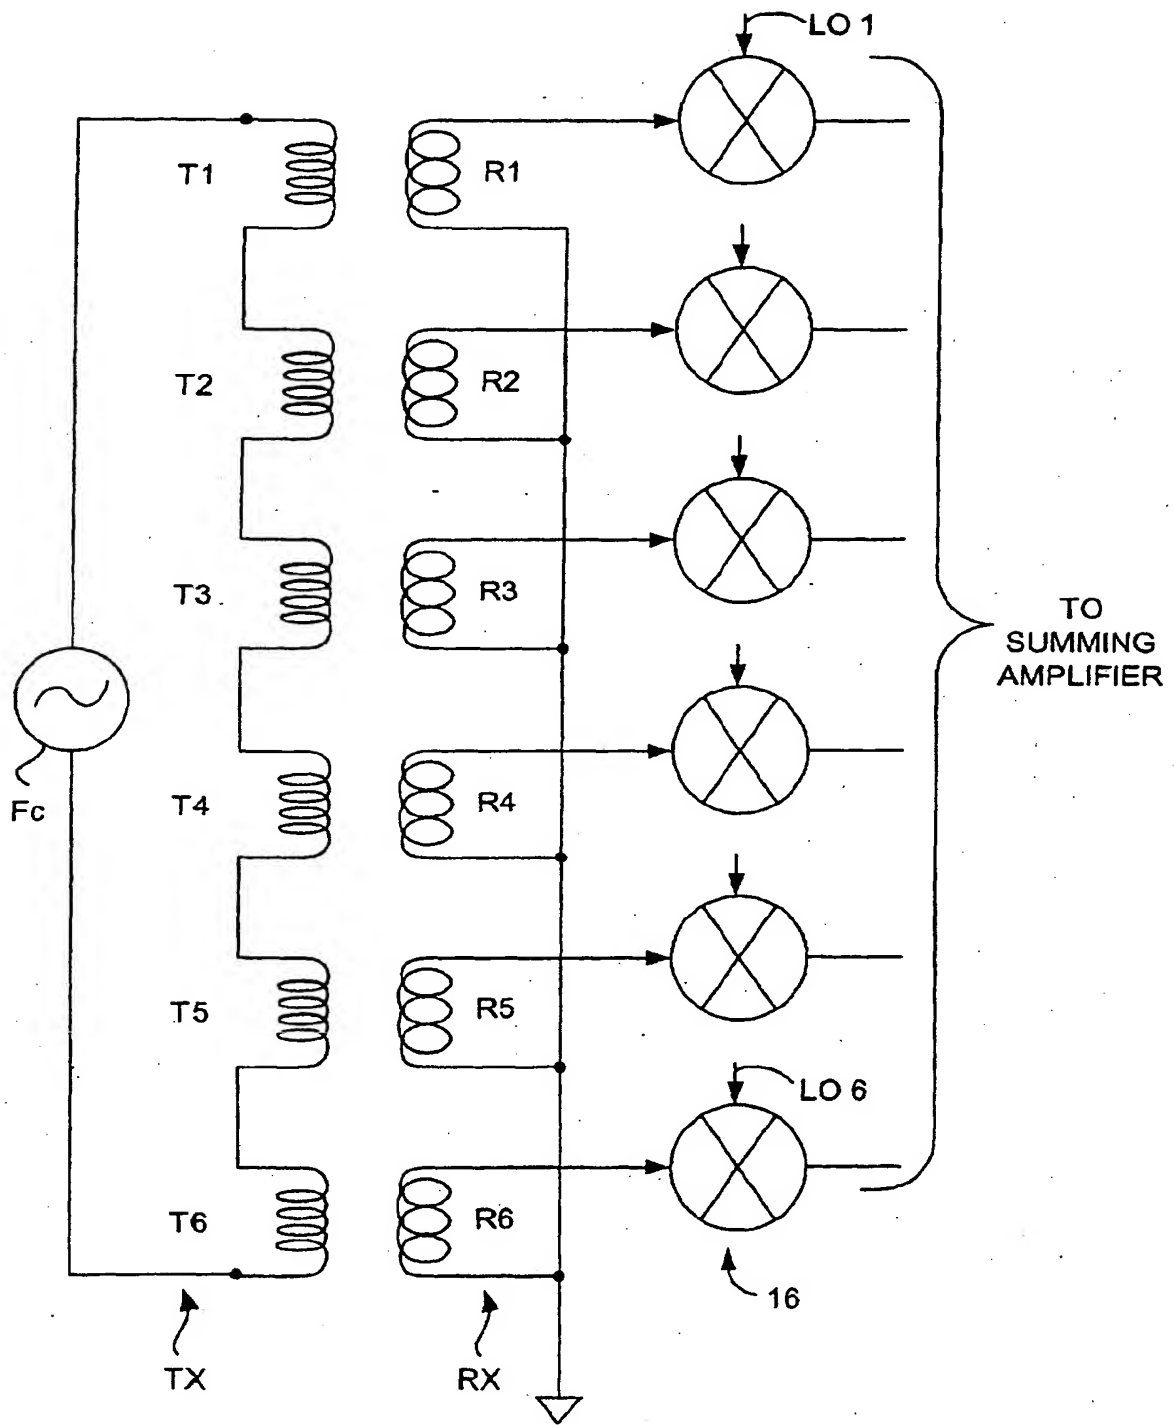 LO 1
T1
R1
T2
R2
T3
R3
TO
SUMMING
AMPLIFIER
Fc
T4
R4
T5
R5
LO 6
T6
R6
16
TX
RX